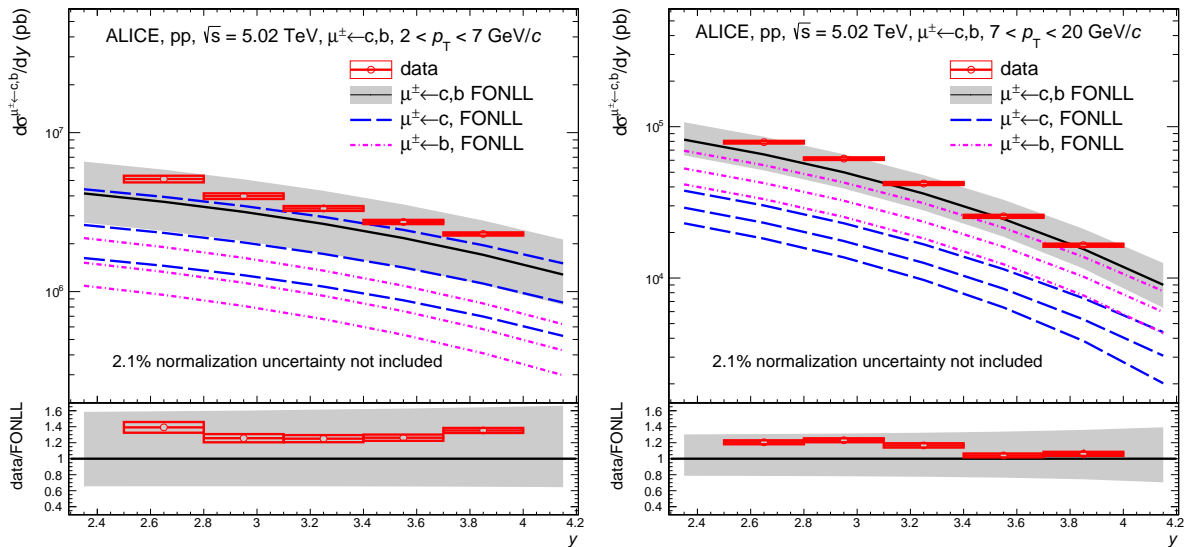 ALICE, pp, √s = 5.02 TeV, μ±←c,b, 2 < pT < 7 GeV/c
data
μ±←c,b FONLL
μ±←c, FONLL
μ±←b, FONLL
2.1% normalization uncertainty not included
dσμ±←c,b/dy (pb)
10⁷
10⁶
data/FONLL
1.6
1.4
1.2
1
0.8
0.6
0.4
2.4 2.6 2.8 3 3.2 3.4 3.6 3.8 4 4.2
y
ALICE, pp, √s = 5.02 TeV, μ±←c,b, 7 < pT < 20 GeV/c
data
μ±←c,b FONLL
μ±←c, FONLL
μ±←b, FONLL
2.1% normalization uncertainty not included
dσμ±←c,b/dy (pb)
10⁵
10⁴
data/FONLL
1.6
1.4
1.2
1
0.8
0.6
0.4
2.4 2.6 2.8 3 3.2 3.4 3.6 3.8 4 4.2
y